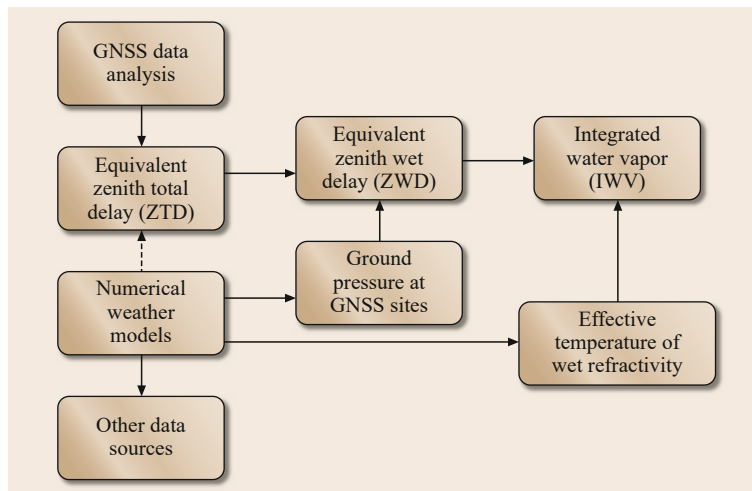 GNSS data
analysis
Equivalent
zenith total
delay (ZTD)
Equivalent
zenith wet
delay (ZWD)
Integrated
water vapor
(IWV)
Numerical
weather
models
Ground
pressure at
GNSS sites
Effective
temperature of
wet refractivity
Other data
sources